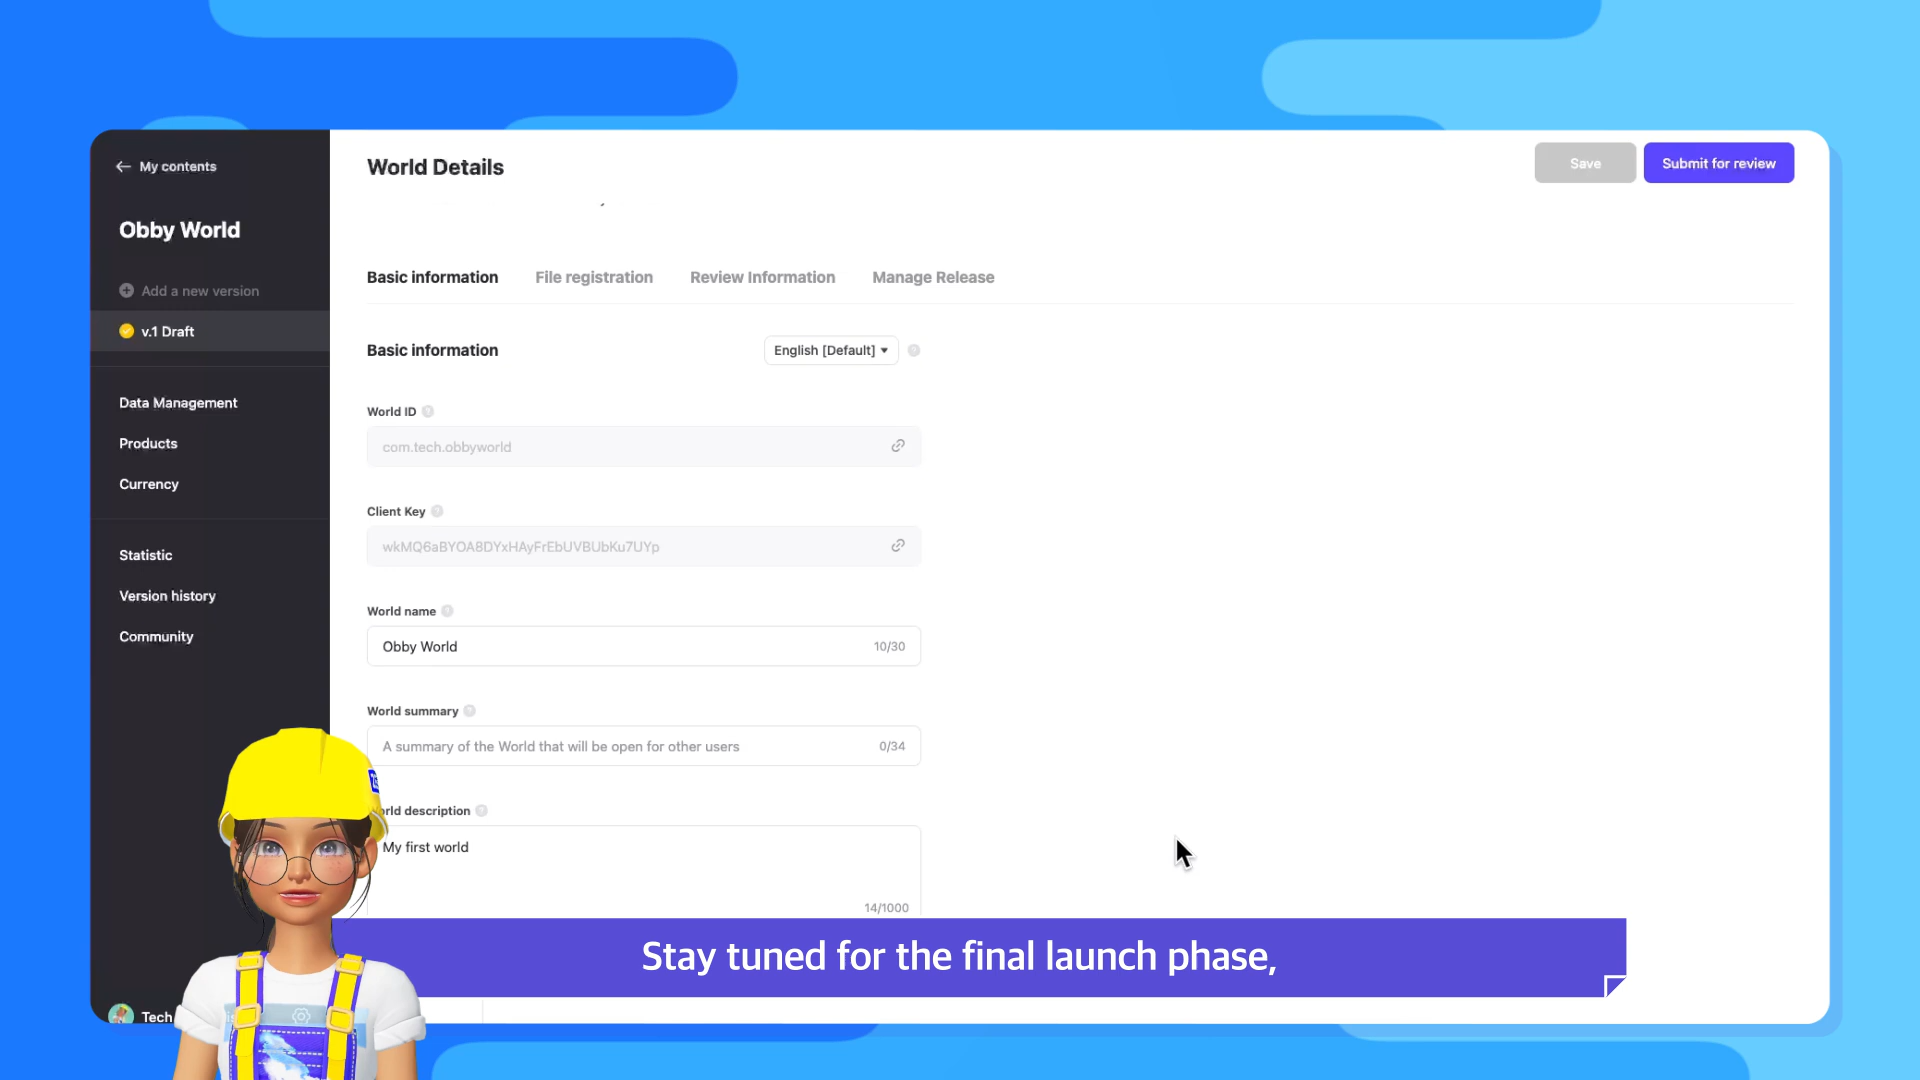 My contents
World Details
Save
Submit for review
Obby World
Basic information
File registration
Review Information
Manage Release
Add a new version
v.1 Draft
Basic information
English [Default]
World ID
com.tech.obbyworld
Data Management
Products
Currency
Client Key
wkMQ6aBYOA8DYxHAyFrEbUVBUbKu7UYp
Statistic
Version history
Community
World name
Obby World
10/30
World summary
A summary of the World that will be open for other users
0/34
description
My first world
14/1000
Stay tuned for the final launch phase,
Tech